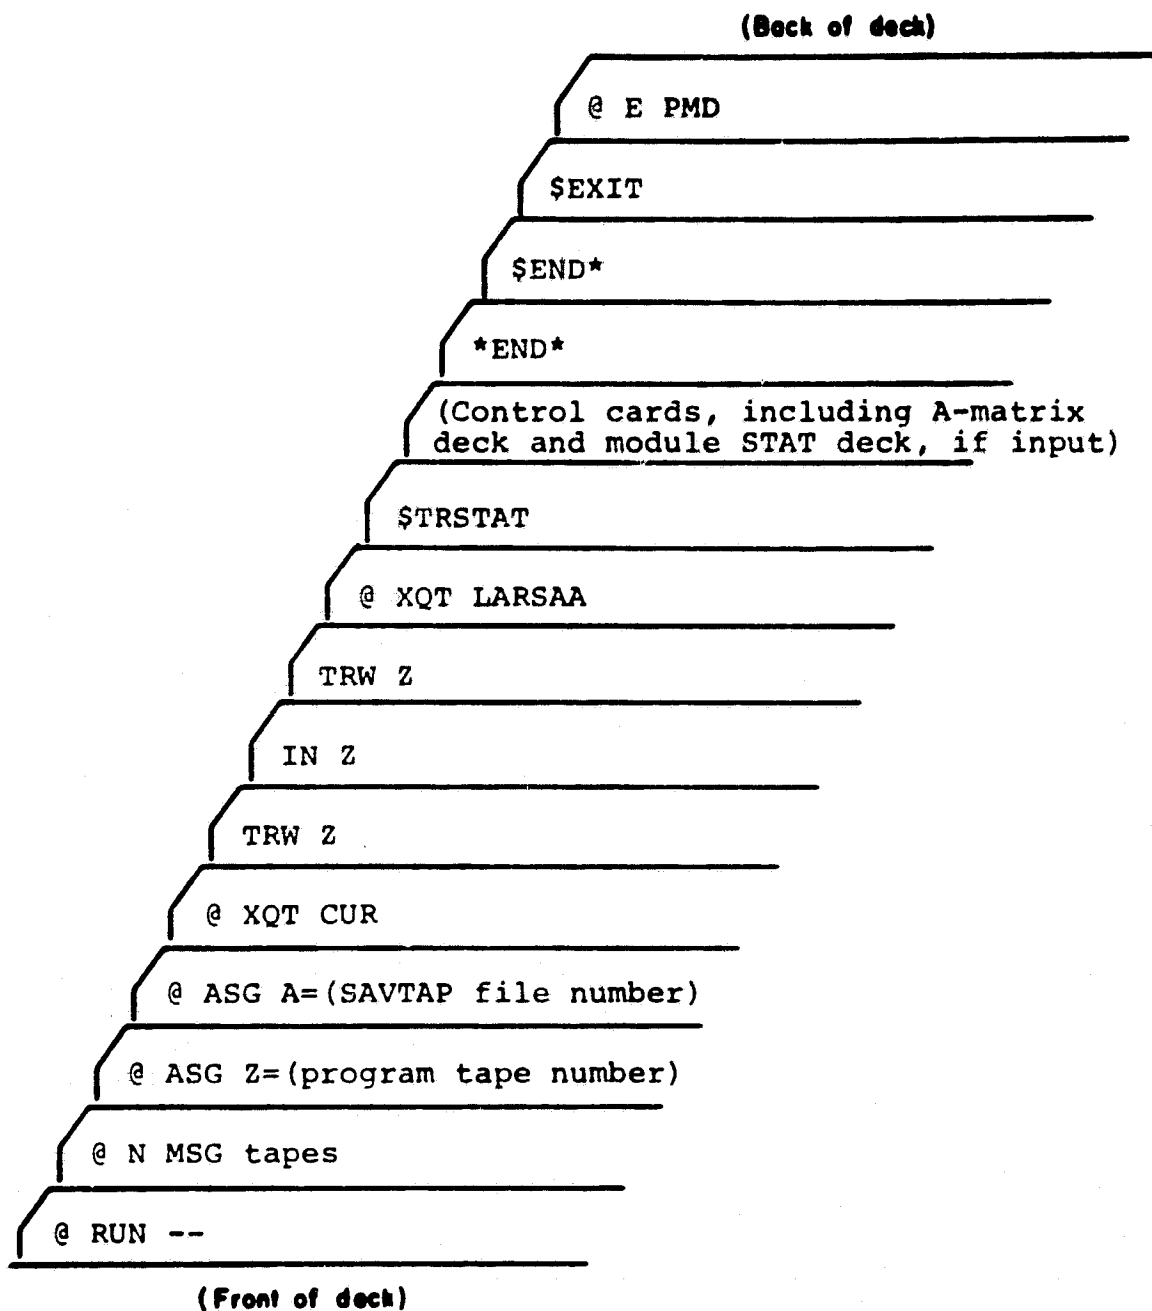 (Back of deck)
@ E PMD
$EXIT
$END*
*END*
(Control cards, including A-matrix
deck and module STAT deck, if input)
$TRSTAT
@ XQT LARSAA
TRW Z
IN Z
TRW Z
@ XQT CUR
@ ASG A=(SAVTAP file number)
@ ASG Z=(program tape number)
@ N MSG tapes
@ RUN --
(Front of deck)